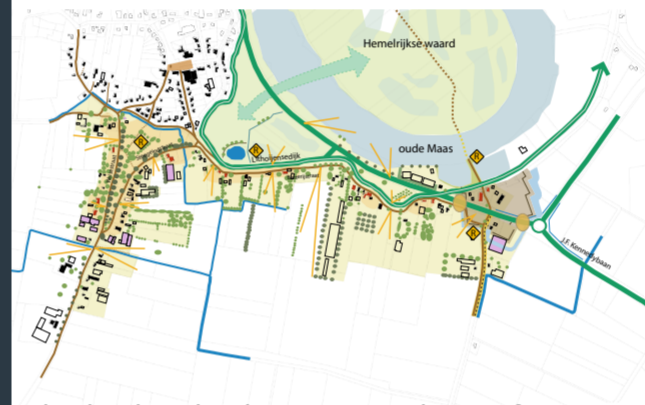 Hemelrijkse waard
oude Maas
Lithoijensedijk
J.F. Kennedybaan
R
R
R
R